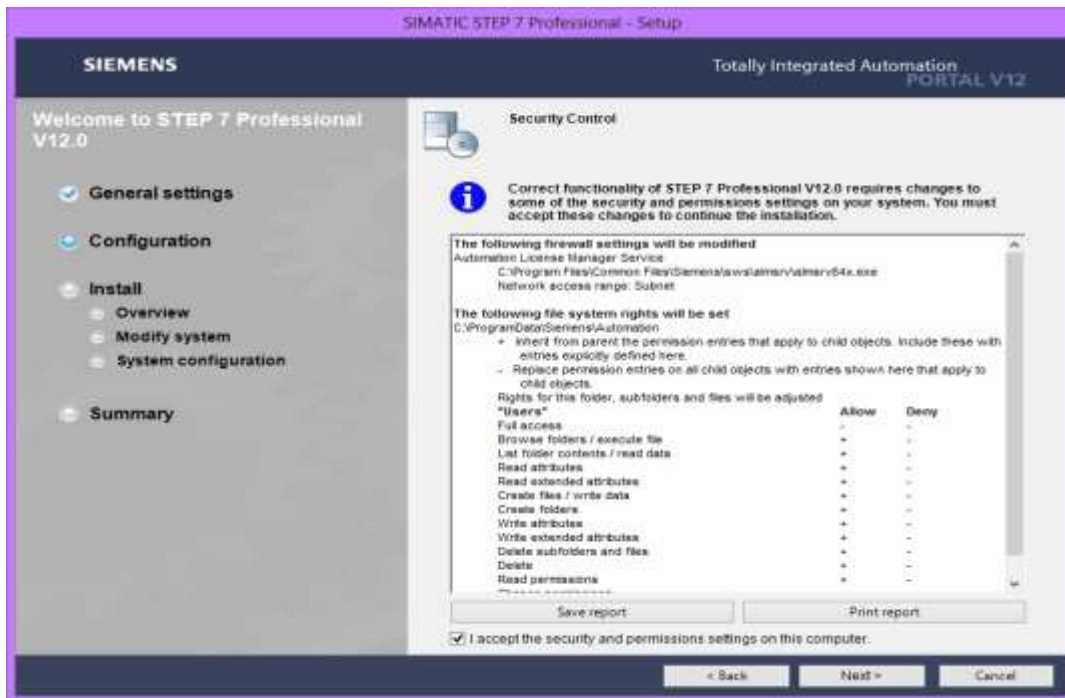 SIMATIC STEP 7 Professional - Setup
SIEMENS
Totally Integrated Automation
PORTAL V12
Welcome to STEP 7 Professional
V12.0
General settings
Configuration
Install
Overview
Modify system
System configuration
Summary
Security Control
Correct functionality of STEP 7 Professional V12.0 requires changes to
some of the security and permissions settings on your system. You must
accept these changes to continue the installation.
The following firewall settings will be modified
Automation License Manager Service
C:\Program Files\Common Files\Siemens\sws\almsrv\almsrv64x.exe
Network access range: Subnet
The following file system rights will be set
C:\ProgramData\Siemens\Automation
+ Inherit from parent the permission entries that apply to child objects. Include these with
entries explicitly defined here.
- Replace permission entries on all child objects with entries shown here that apply to
child objects.
Rights for this folder, subfolders and files will be adjusted
"Users" Allow Deny
Full access - -
Browse folders / execute file + -
List folder contents / read data + -
Read attributes + -
Read extended attributes + -
Create files / write data + -
Create folders + -
Write attributes + -
Write extended attributes + -
Delete subfolders and files + -
Delete + -
Read permissions + -
Save report
Print report
I accept the security and permissions settings on this computer.
< Back
Next >
Cancel